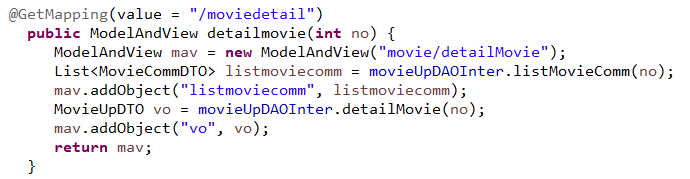 @GetMapping(value = "/moviedetail")
public ModelAndView detailmovie(int no) {
ModelAndView mav = new ModelAndView("movie/detailMovie");
List<MovieCommDTO> listmoviecomm = movieUpDAOInter.listMovieComm(no);
mav.addObject("listmoviecomm", listmoviecomm);
MovieUpDTO vo = movieUpDAOInter.detailMovie(no);
mav.addObject("vo", vo);
return mav;
}